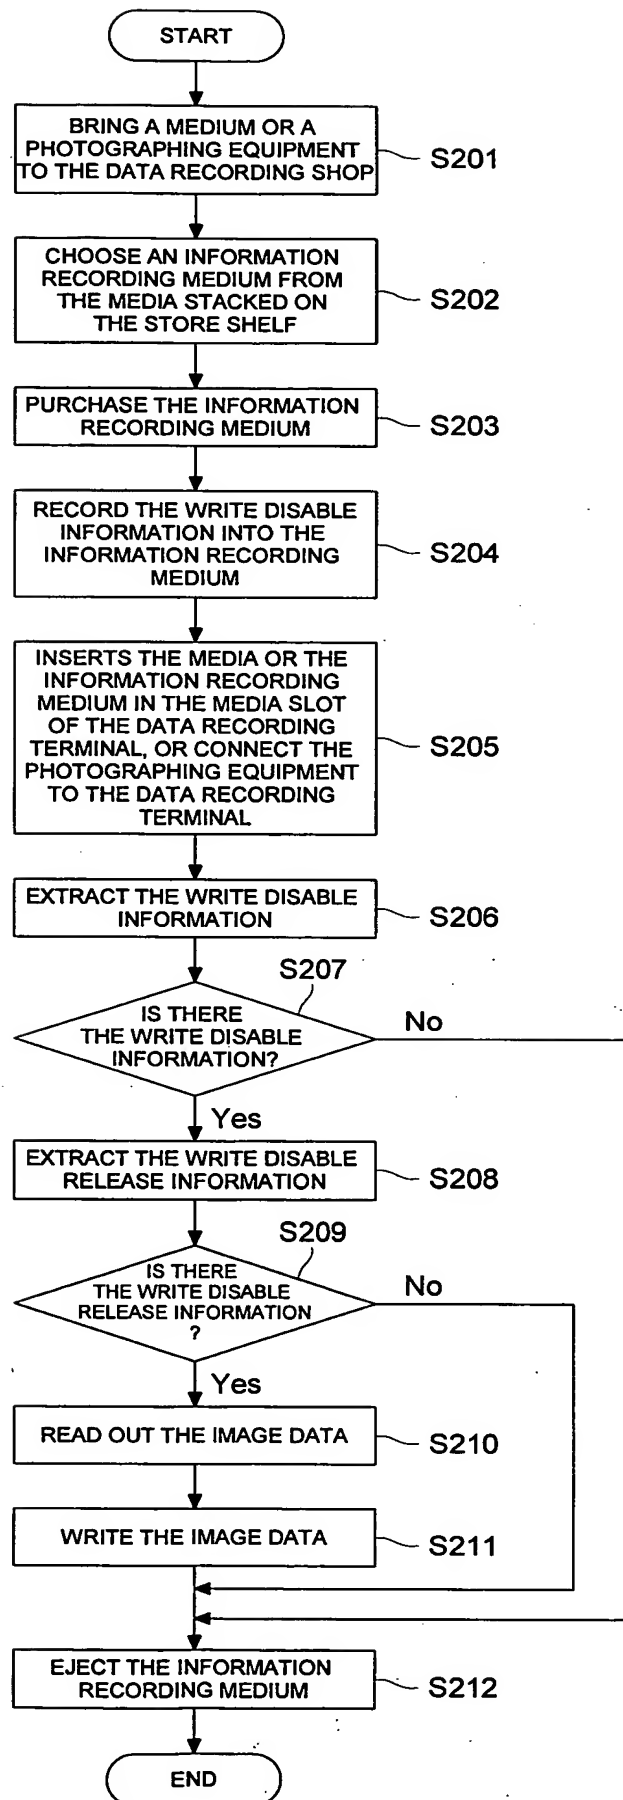 START
BRING A MEDIUM OR A
PHOTOGRAPHING EQUIPMENT
TO THE DATA RECORDING SHOP
S201
CHOOSE AN INFORMATION
RECORDING MEDIUM FROM
THE MEDIA STACKED ON
THE STORE SHELF
S202
PURCHASE THE INFORMATION
RECORDING MEDIUM
S203
RECORD THE WRITE DISABLE
INFORMATION INTO THE
INFORMATION RECORDING
MEDIUM
S204
INSERTS THE MEDIA OR THE
INFORMATION RECORDING
MEDIUM IN THE MEDIA SLOT
OF THE DATA RECORDING
TERMINAL, OR CONNECT THE
PHOTOGRAPHING EQUIPMENT
TO THE DATA RECORDING
TERMINAL
S205
EXTRACT THE WRITE DISABLE
INFORMATION
S206
S207
IS THERE
THE WRITE DISABLE
INFORMATION?
No
Yes
EXTRACT THE WRITE DISABLE
RELEASE INFORMATION
S208
S209
IS THERE
THE WRITE DISABLE
RELEASE INFORMATION
?
No
Yes
READ OUT THE IMAGE DATA
S210
WRITE THE IMAGE DATA
S211
EJECT THE INFORMATION
RECORDING MEDIUM
S212
END